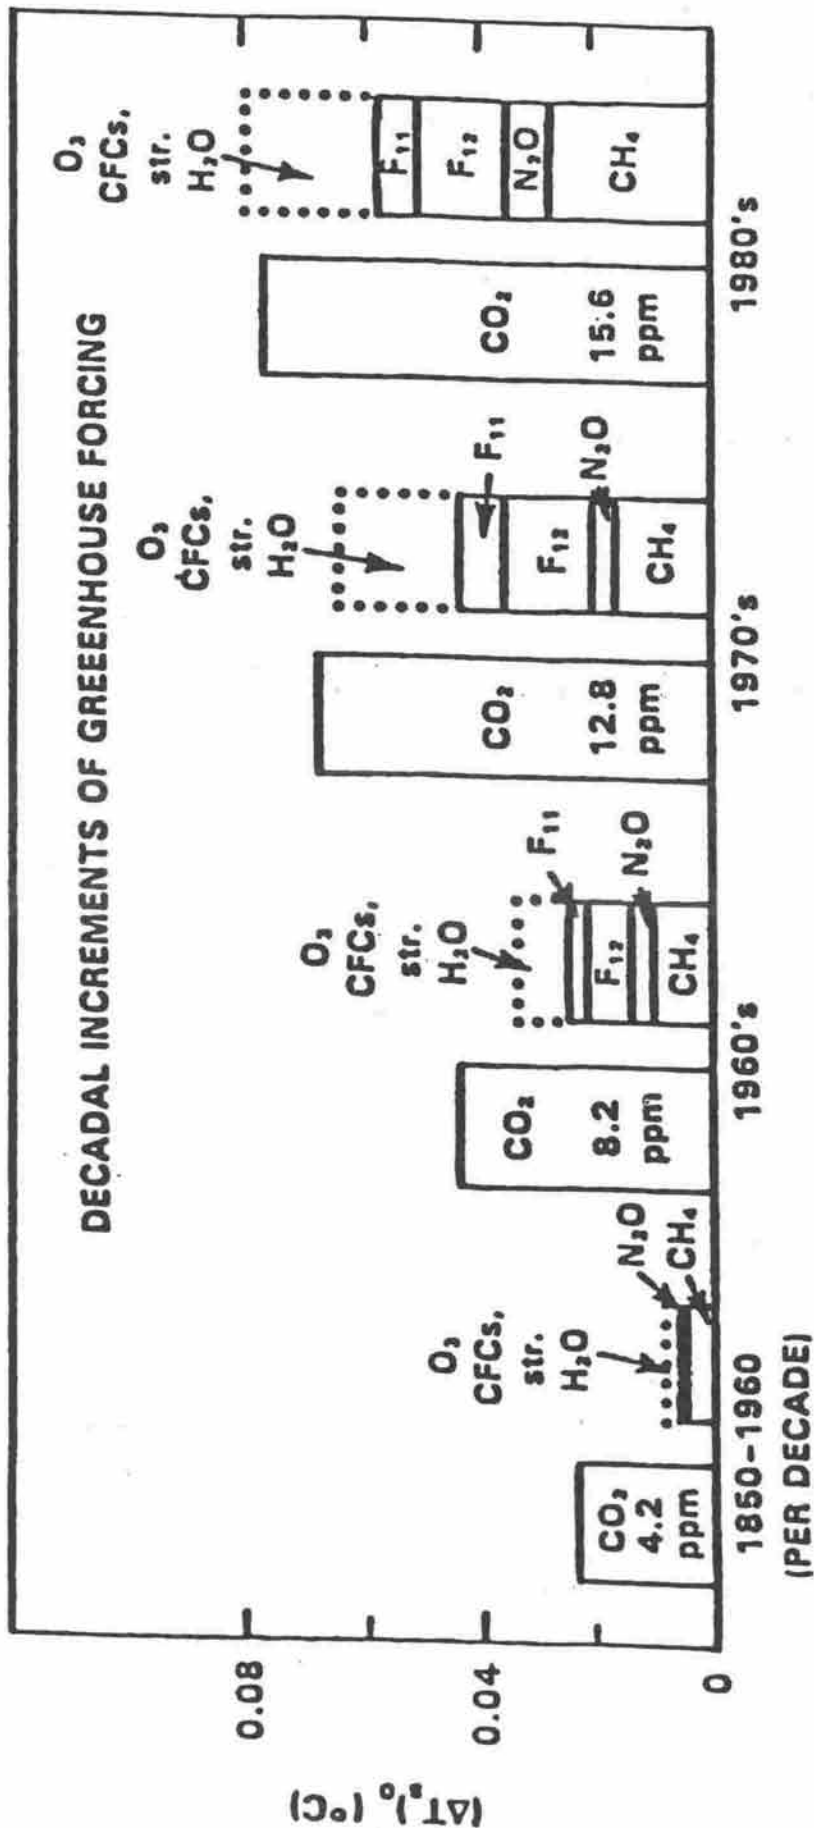 DECADAL INCREMENTS OF GREEENHOUSE FORCING
(ΔTₛ)₀ (°C)
0.08
0.04
0
CO₂
4.2
ppm
O₃
CFCs,
str.
H₂O
N₂O
CH₄
1850–1960
(PER DECADE)
CO₂
8.2
ppm
O₃
CFCs,
str.
H₂O
F₁₁
F₁₂
N₂O
CH₄
1960's
CO₂
12.8
ppm
O₃
CFCs,
str.
H₂O
F₁₁
F₁₂
N₂O
CH₄
1970's
CO₂
15.6
ppm
O₃
CFCs,
str.
H₂O
F₁₁
F₁₂
N₂O
CH₄
1980's